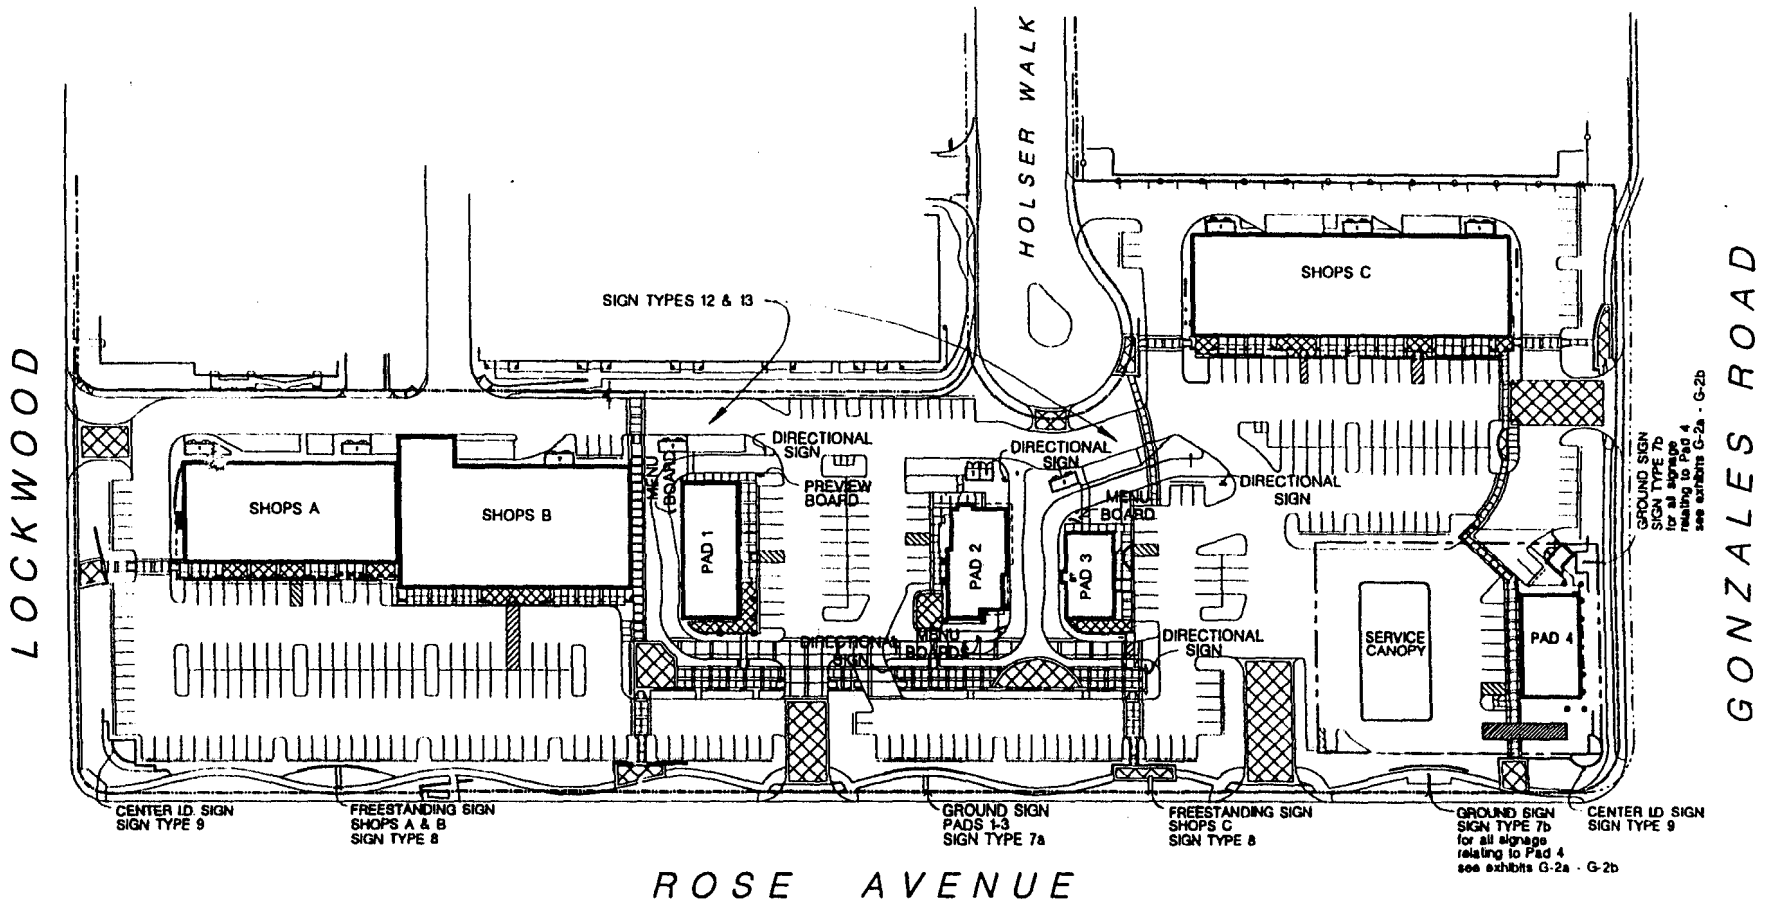 HOLSER WALK
LOCKWOOD
GONZALES ROAD
SHOPS C
SIGN TYPES 12 & 13
DIRECTIONAL
SIGN
DIRECTIONAL
SIGN
MENU
BOARD
PREVIEW
BOARD
DIRECTIONAL
SIGN
MENU
BOARD
SHOPS A
SHOPS B
PAD 1
PAD 2
PAD 3
GROUND SIGN
SIGN TYPE 7b
for all signage
relating to Pad 4
see exhibits G-2a - G-2b
DIRECTIONAL
SIGN
MENU
BOARDS
DIRECTIONAL
SIGN
SERVICE
CANOPY
PAD 4
CENTER I.D. SIGN
SIGN TYPE 9
FREESTANDING SIGN
SHOPS A & B
SIGN TYPE 8
GROUND SIGN
PADS 1-3
SIGN TYPE 7a
FREESTANDING SIGN
SHOPS C
SIGN TYPE 8
GROUND SIGN
SIGN TYPE 7b
for all signage
relating to Pad 4
see exhibits G-2a - G-2b
CENTER I.D SIGN
SIGN TYPE 9
ROSE AVENUE